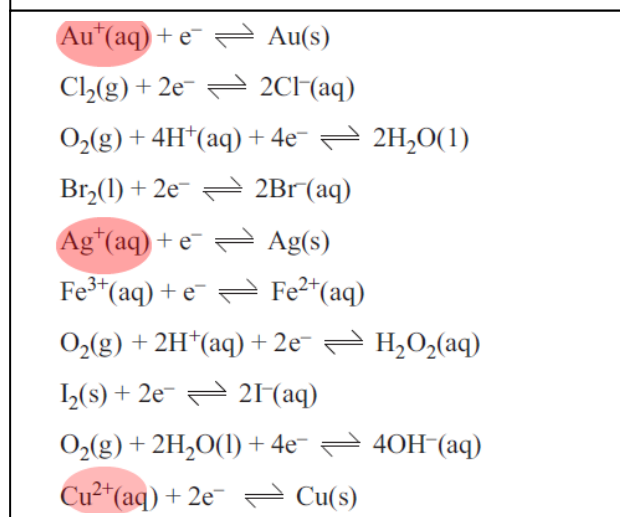 Au⁺(aq) + e⁻ ⇌ Au(s)
Cl₂(g) + 2e⁻ ⇌ 2Cl⁻(aq)
O₂(g) + 4H⁺(aq) + 4e⁻ ⇌ 2H₂O(1)
Br₂(l) + 2e⁻ ⇌ 2Br⁻(aq)
Ag⁺(aq) + e⁻ ⇌ Ag(s)
Fe³⁺(aq) + e⁻ ⇌ Fe²⁺(aq)
O₂(g) + 2H⁺(aq) + 2e⁻ ⇌ H₂O₂(aq)
I₂(s) + 2e⁻ ⇌ 2I⁻(aq)
O₂(g) + 2H₂O(l) + 4e⁻ ⇌ 4OH⁻(aq)
Cu²⁺(aq) + 2e⁻ ⇌ Cu(s)